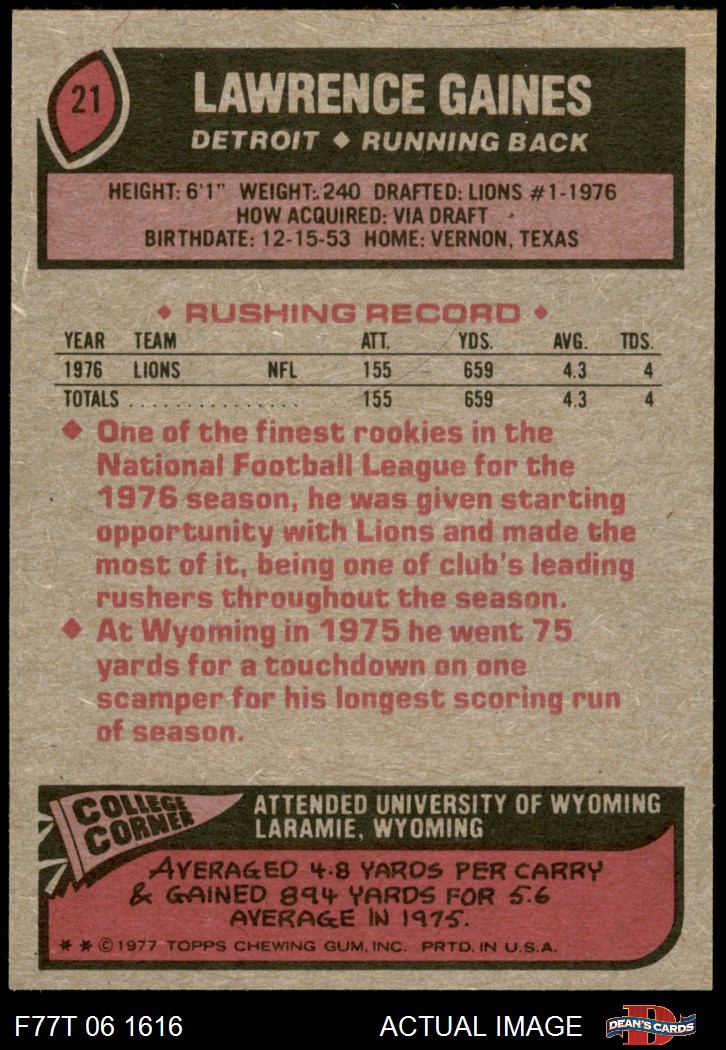 21
LAWRENCE GAINES
DETROIT ◆ RUNNING BACK
HEIGHT: 6'1" WEIGHT: 240 DRAFTED: LIONS #1-1976
HOW ACQUIRED: VIA DRAFT
BIRTHDATE: 12-15-53 HOME: VERNON, TEXAS
◆ RUSHING RECORD ◆
YEAR TEAM ATT. YDS. AVG. TDS.
1976 LIONS NFL 155 659 4.3 4
TOTALS . . . . . . . . . . . . . . . 155 659 4.3 4
◆ One of the finest rookies in the
National Football League for the
1976 season, he was given starting
opportunity with Lions and made the
most of it, being one of club's leading
rushers throughout the season.
◆ At Wyoming in 1975 he went 75
yards for a touchdown on one
scamper for his longest scoring run
of season.
COLLEGE
CORNER
ATTENDED UNIVERSITY OF WYOMING
LARAMIE, WYOMING
AVERAGED 4.8 YARDS PER CARRY
& GAINED 894 YARDS FOR 5.6
AVERAGE IN 1975.
* * © 1977 TOPPS CHEWING GUM, INC. PRTD. IN U.S.A.
F77T 06 1616 ACTUAL IMAGE
D
DEAN'S CARDS